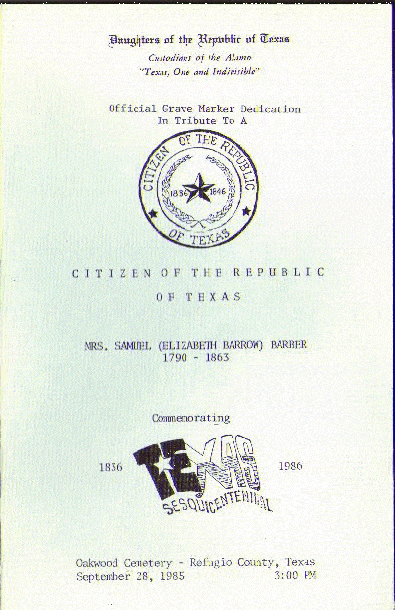 Daughters of the Republic of Texas
Custodians of the Alamo
"Texas, One and Indivisible"
Official Grave Marker Dedication
In Tribute To A
CITIZEN OF THE REPUBLIC
1836 1846
OF TEXAS
CITIZEN OF THE REPUBLIC
OF TEXAS
MRS. SAMUEL (ELIZABETH BARROW) BARBER
1790 - 1863
Commemorating
1836 TEXAS 1986
SESQUICENTENNIAL
Oakwood Cemetery - Refugio County, Texas
September 28, 1985 3:00 PM